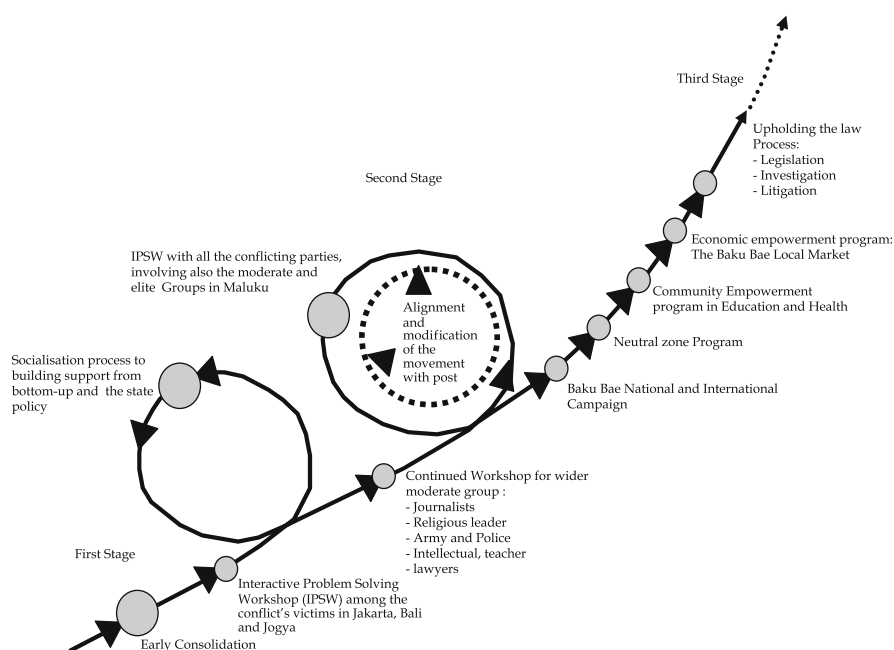 Third Stage
Upholding the law
Process:
- Legislation
- Investigation
- Litigation
Second Stage
Economic empowerment program:
The Baku Bae Local Market
IPSW with all the conflicting parties,
involving also the moderate and
elite Groups in Maluku
Community Empowerment
program in Education and Health
Alignment
and
modification
of the
movement
with post
Neutral zone Program
Socialisation process to
building support from
bottom-up and the state
policy
Baku Bae National and International
Campaign
Continued Workshop for wider
moderate group :
- Journalists
- Religious leader
- Army and Police
- Intellectual, teacher
- lawyers
First Stage
Interactive Problem Solving
Workshop (IPSW) among the
conflict's victims in Jakarta, Bali
and Jogya
Early Consolidation